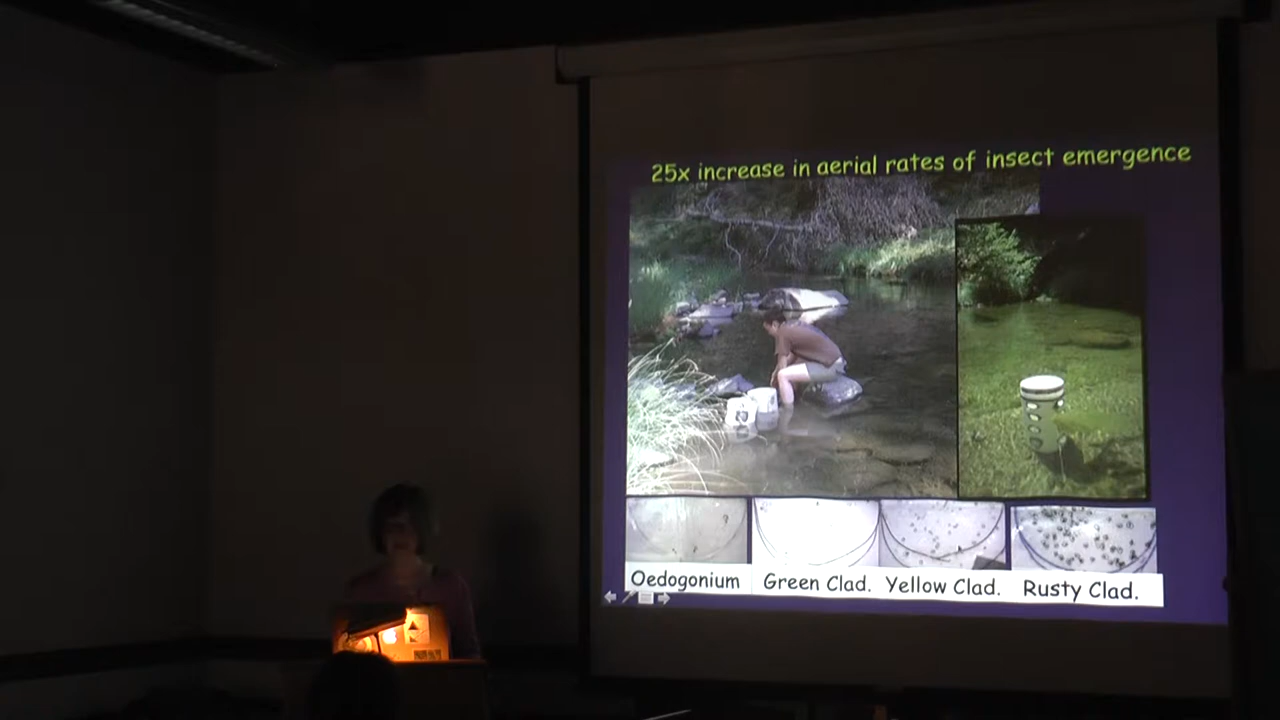 25x increase in aerial rates of insect emergence
Oedogonium Green Clad. Yellow Clad. Rusty Clad.